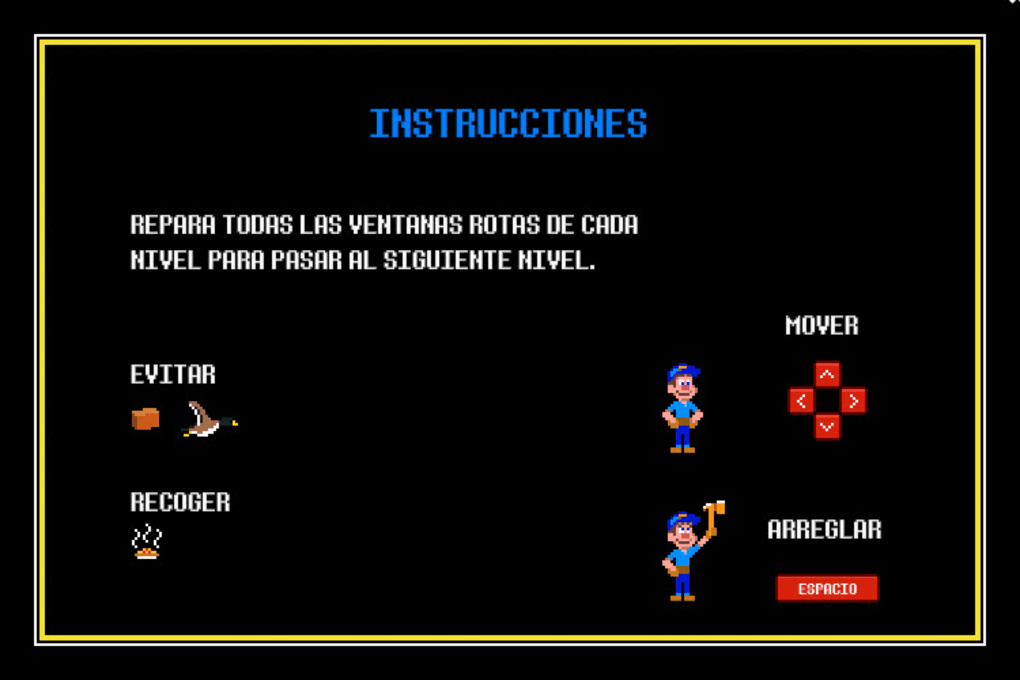 INSTRUCCIONES
REPARA TODAS LAS VENTANAS ROTAS DE CADA
NIVEL PARA PASAR AL SIGUIENTE NIVEL.
MOVER
EVITAR
RECOGER
ARREGLAR
ESPACIO